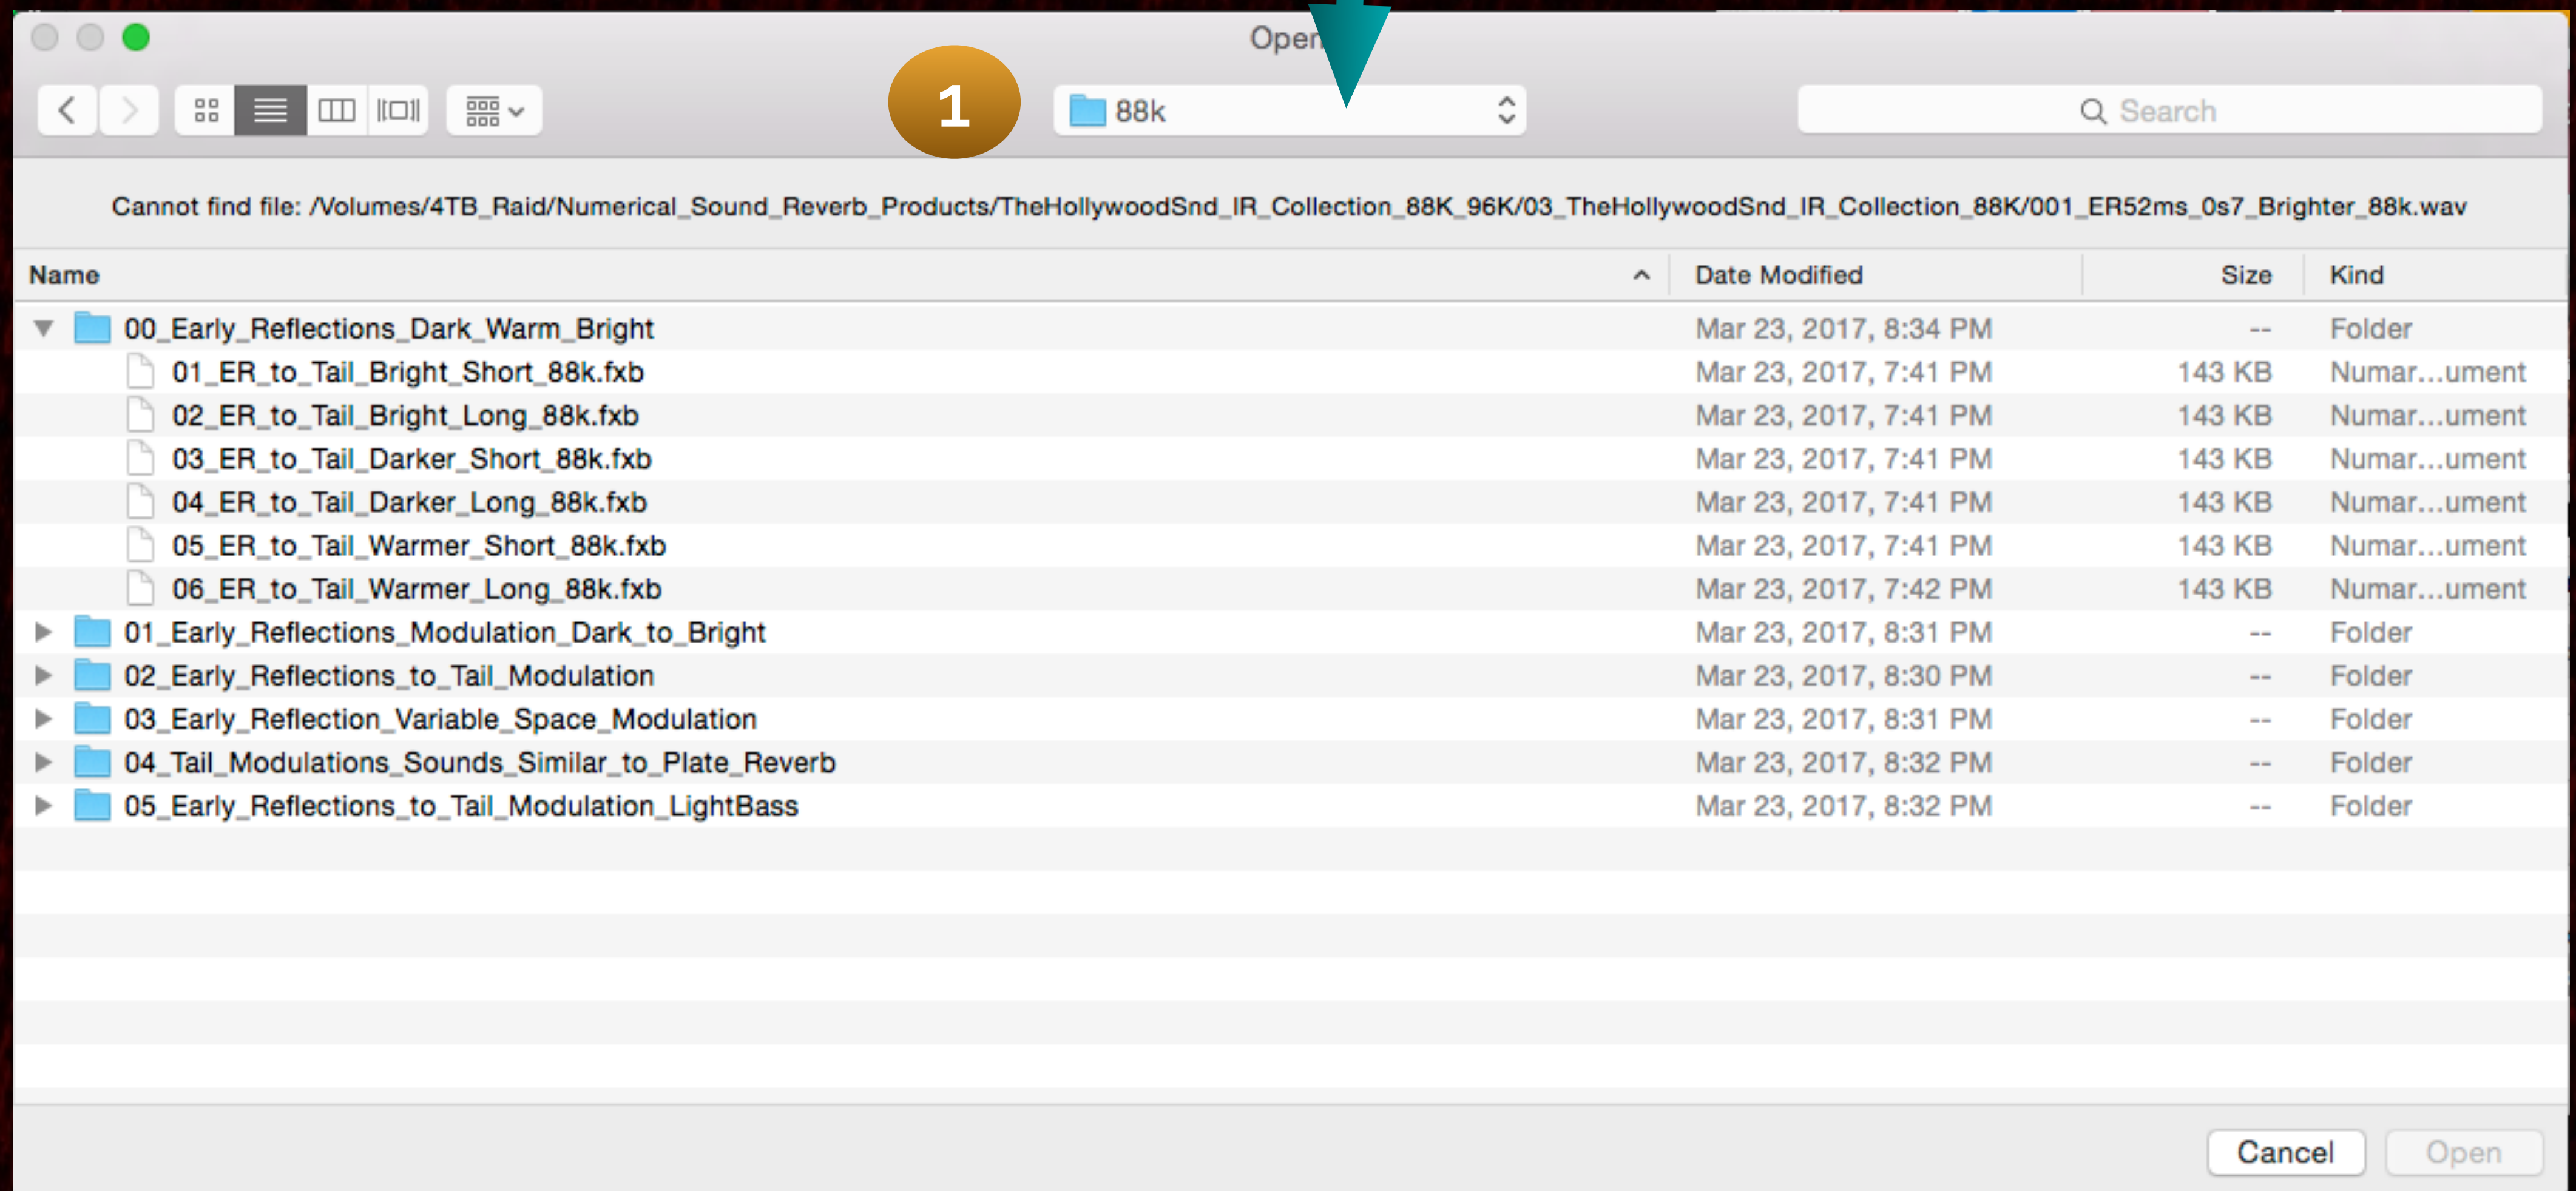 Open
1
88k
Search
Cannot find file: /Volumes/4TB_Raid/Numerical_Sound_Reverb_Products/TheHollywoodSnd_IR_Collection_88K_96K/03_TheHollywoodSnd_IR_Collection_88K/001_ER52ms_0s7_Brighter_88k.wav
Name Date Modified Size Kind
00_Early_Reflections_Dark_Warm_Bright Mar 23, 2017, 8:34 PM -- Folder
01_ER_to_Tail_Bright_Short_88k.fxb Mar 23, 2017, 7:41 PM 143 KB Numar...ument
02_ER_to_Tail_Bright_Long_88k.fxb Mar 23, 2017, 7:41 PM 143 KB Numar...ument
03_ER_to_Tail_Darker_Short_88k.fxb Mar 23, 2017, 7:41 PM 143 KB Numar...ument
04_ER_to_Tail_Darker_Long_88k.fxb Mar 23, 2017, 7:41 PM 143 KB Numar...ument
05_ER_to_Tail_Warmer_Short_88k.fxb Mar 23, 2017, 7:41 PM 143 KB Numar...ument
06_ER_to_Tail_Warmer_Long_88k.fxb Mar 23, 2017, 7:42 PM 143 KB Numar...ument
01_Early_Reflections_Modulation_Dark_to_Bright Mar 23, 2017, 8:31 PM -- Folder
02_Early_Reflections_to_Tail_Modulation Mar 23, 2017, 8:30 PM -- Folder
03_Early_Reflection_Variable_Space_Modulation Mar 23, 2017, 8:31 PM -- Folder
04_Tail_Modulations_Sounds_Similar_to_Plate_Reverb Mar 23, 2017, 8:32 PM -- Folder
05_Early_Reflections_to_Tail_Modulation_LightBass Mar 23, 2017, 8:32 PM -- Folder
Cancel Open